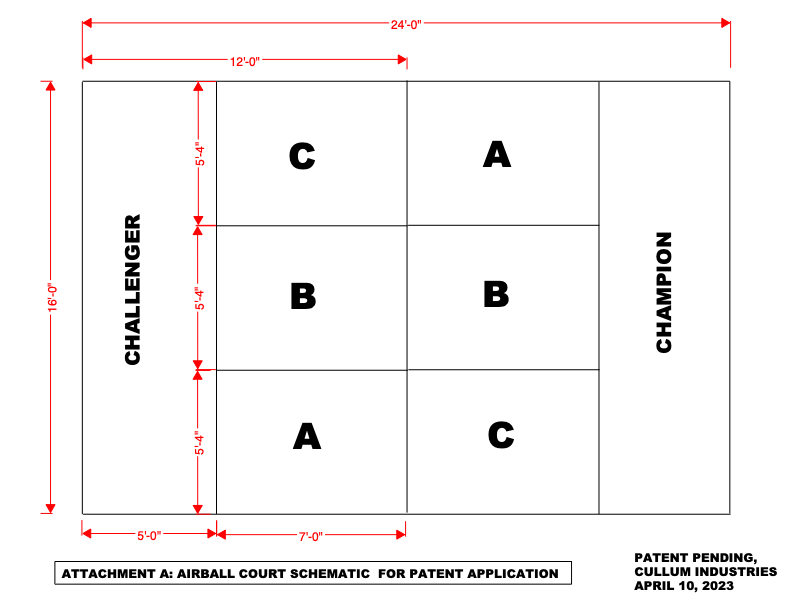 24'-0"
12'-0"
5'-4"
C
A
CHALLENGER
16'-0"
5'-4"
B
B
CHAMPION
5'-4"
A
C
5'-0"
7'-0"
ATTACHMENT A: AIRBALL COURT SCHEMATIC  FOR PATENT APPLICATION
PATENT PENDING,
CULLUM INDUSTRIES
APRIL 10, 2023